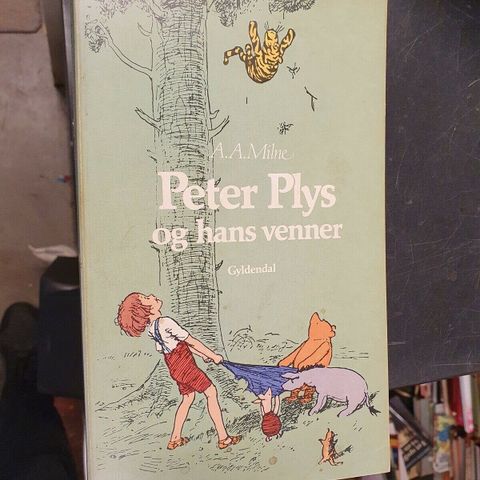 A.A.Milne
Peter Plys
og hans venner
Gyldendal